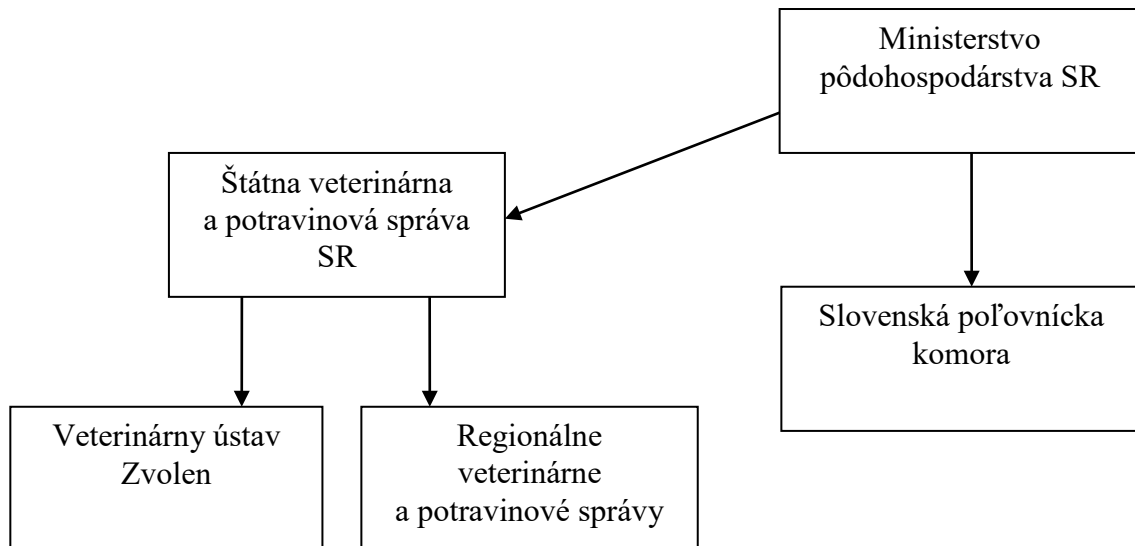 Ministerstvo
pôdohospodárstva SR
Štátna veterinárna
a potravinová správa
SR
Slovenská poľovnícka
komora
Veterinárny ústav
Zvolen
Regionálne
veterinárne
a potravinové správy